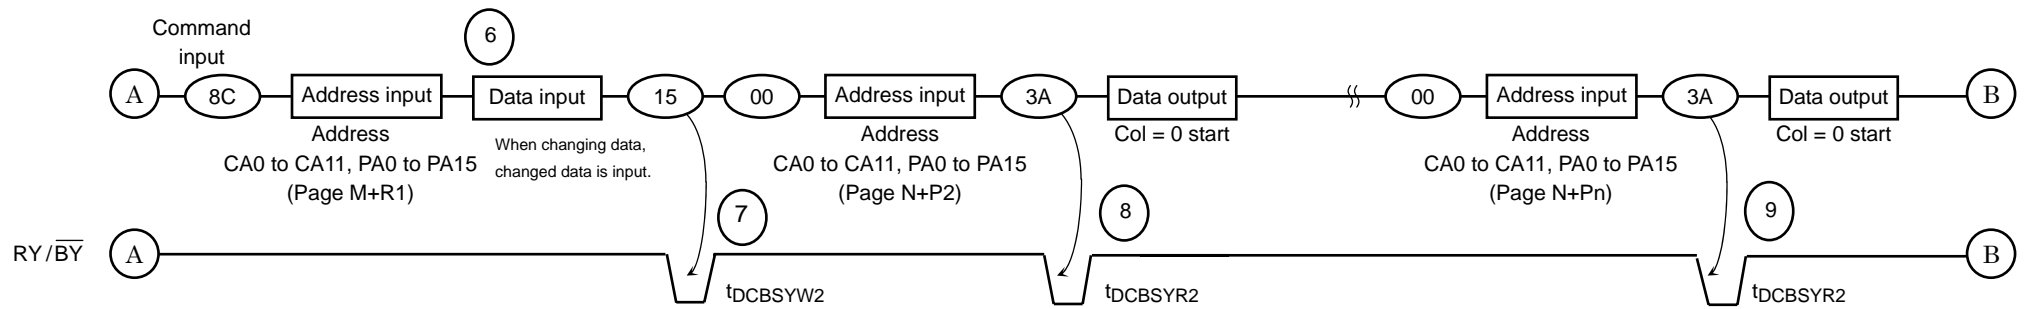 Command
input
6
A
8C
Address input
Data input
15
00
Address input
3A
Data output
00
Address input
3A
Data output
B
Address
CA0 to CA11, PA0 to PA15
(Page M+R1)
When changing data,
changed data is input.
Address
CA0 to CA11, PA0 to PA15
(Page N+P2)
Col = 0 start
Address
CA0 to CA11, PA0 to PA15
(Page N+Pn)
Col = 0 start
7
8
9
RY/B̅Y̅
A
B
tDCBSYW2
tDCBSYR2
tDCBSYR2